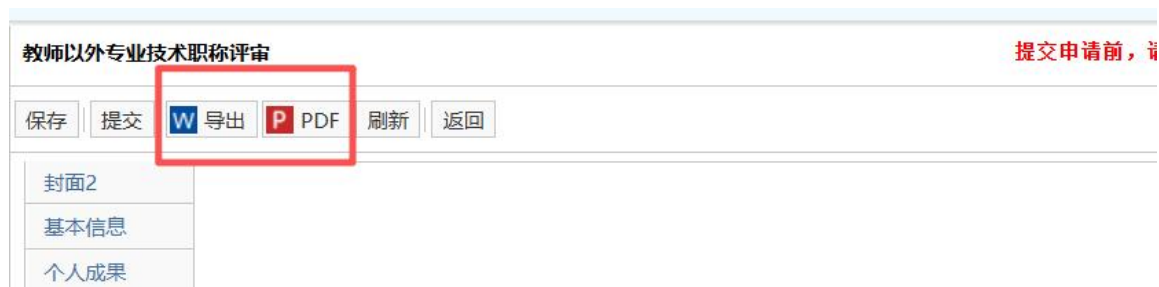 教师以外专业技术职称评审 提交申请前，
保存 提交 W 导出 P PDF 刷新 返回
封面2
基本信息
个人成果